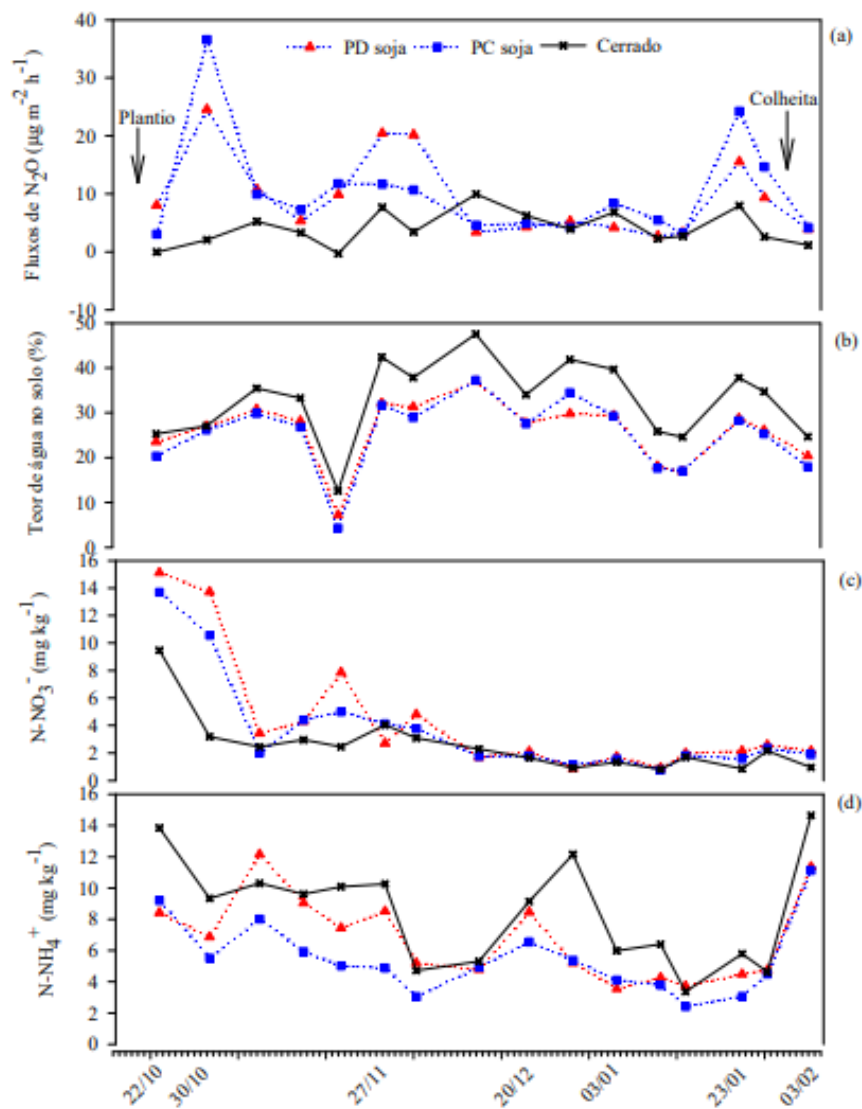 40
30
20
10
0
-10
Fluxos de N₂O (µg m⁻² h⁻¹)
PD soja
PC soja
Cerrado
(a)
Plantio
Colheita
50
40
30
20
10
0
Teor de água no solo (%)
(b)
16
14
12
10
8
6
4
2
0
N-NO₃⁻ (mg kg⁻¹)
(c)
16
14
12
10
8
6
4
2
0
N-NH₄⁺ (mg kg⁻¹)
(d)
22/10
30/10
27/11
20/12
03/01
23/01
03/02